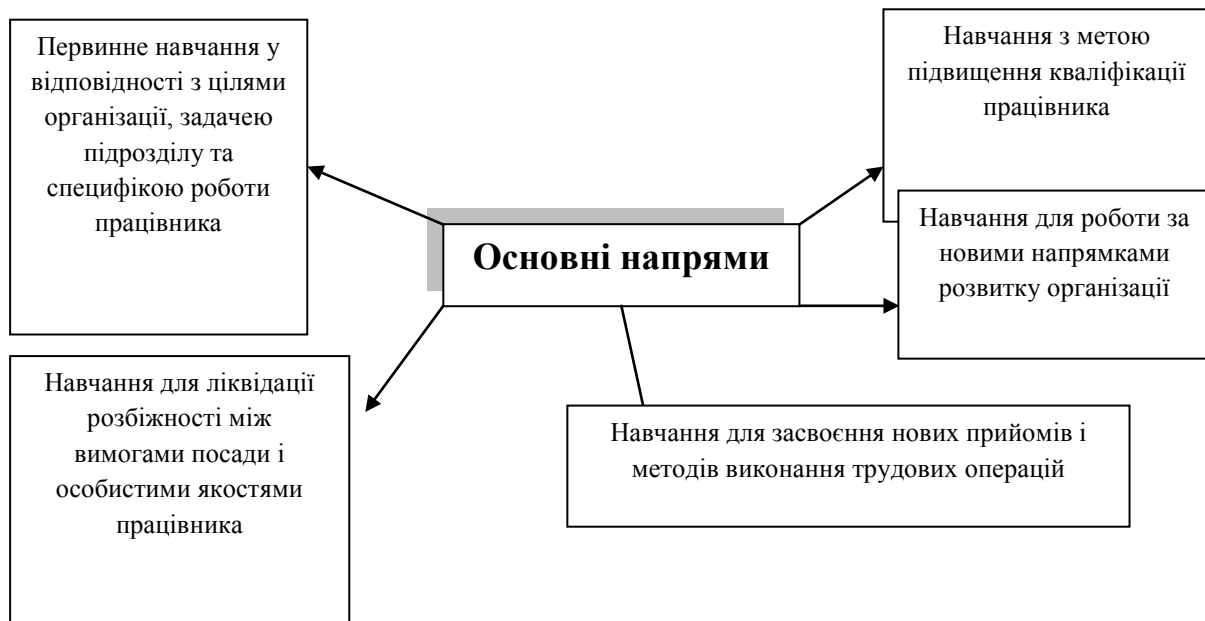 Первинне навчання у
відповідності з цілями
організації, задачею
підрозділу та
специфікою роботи
працівника
Навчання з метою
підвищення кваліфікації
працівника
Основні напрями
Навчання для роботи за
новими напрямками
розвитку організації
Навчання для ліквідації
розбіжності між
вимогами посади і
особистими якостями
працівника
Навчання для засвоєння нових прийомів і
методів виконання трудових операцій